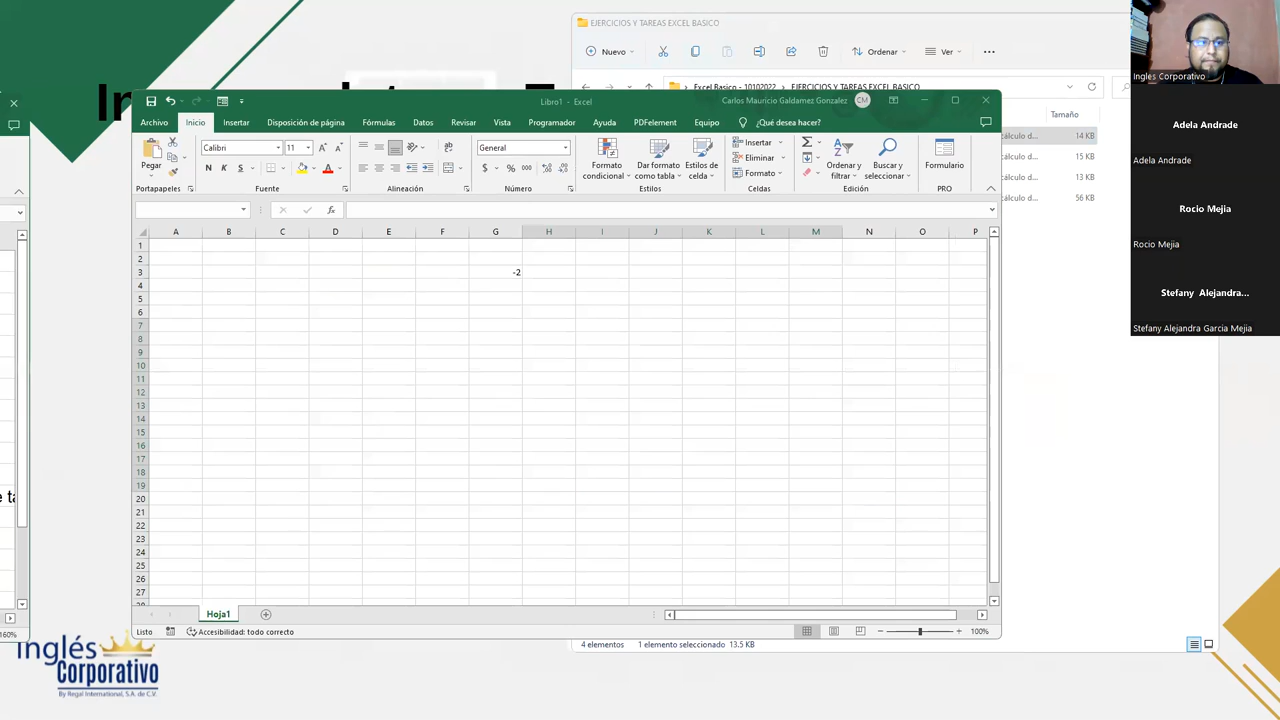 EJERCICIOS Y TAREAS EXCEL BASICO
Nuevo
Ordenar
Ver
Excel Basico - 10102022
EJERCICIOS Y TAREAS EXCEL BASICO
Tamaño
14 KB
15 KB
13 KB
56 KB
Libro1 - Excel
Carlos Mauricio Galdamez Gonzalez
CM
Archivo Inicio Insertar Disposición de página Fórmulas Datos Revisar Vista Programador Ayuda PDFelement Equipo ¿Qué desea hacer?
Pegar
Calibri
11
N K S
General
Formato condicional
Dar formato como tabla
Estilos de celda
Insertar
Eliminar
Formato
Ordenar y filtrar
Buscar y seleccionar
Formulario
Portapapeles Fuente Alineación Número Estilos Celdas Edición PRO
fx
A B C D E F G H I J K L M N O P
1
2
3 -2
4
5
6
7
8
9
10
11
12
13
14
15
16
17
18
19
20
21
22
23
24
25
26
27
Hoja1
Listo
Accesibilidad: todo correcto
100%
4 elementos 1 elemento seleccionado 13.5 KB
160%
Inglés Corporativo
Adela Andrade
Adela Andrade
Rocio Mejia
Rocio Mejia
Stefany Alejandra...
Stefany Alejandra Garcia Mejia
inglés
Corporativo
By Regal International, S.A. de C.V.